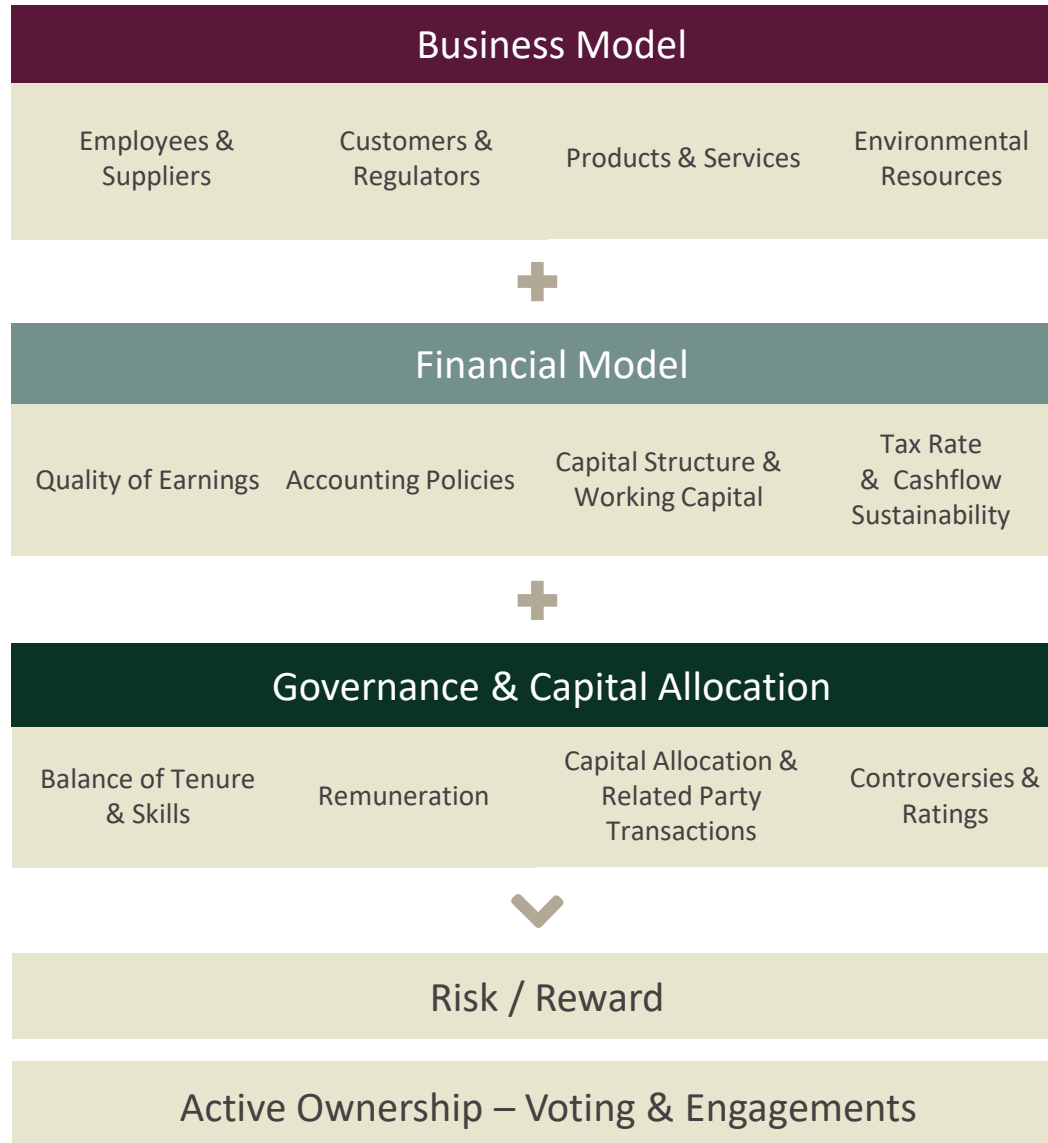 Business Model
Employees &
Suppliers
Customers &
Regulators
Products & Services
Environmental
Resources
Financial Model
Quality of Earnings
Accounting Policies
Capital Structure &
Working Capital
Tax Rate
& Cashflow
Sustainability
Governance & Capital Allocation
Balance of Tenure
& Skills
Remuneration
Capital Allocation &
Related Party
Transactions
Controversies &
Ratings
Risk / Reward
Active Ownership – Voting & Engagements